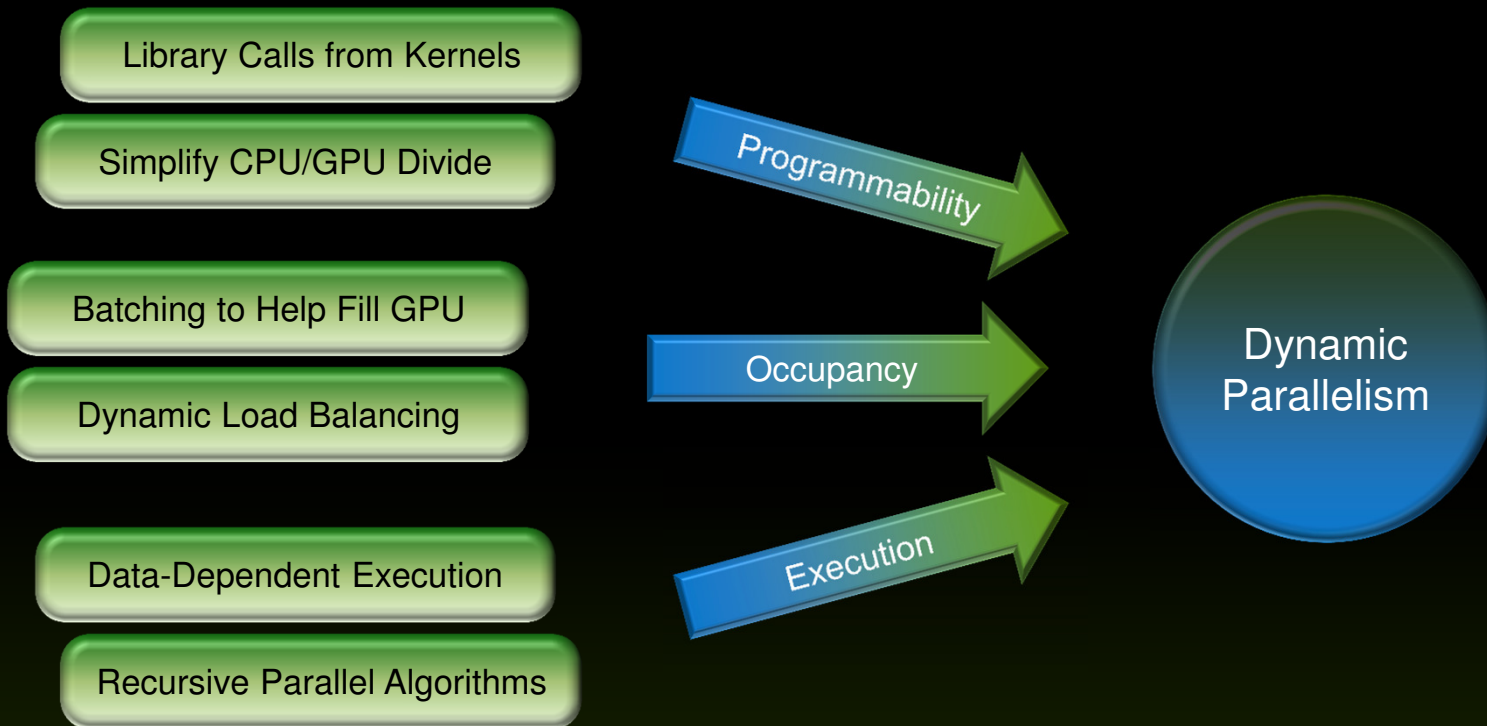 Library Calls from Kernels
Simplify CPU/GPU Divide
Programmability
Batching to Help Fill GPU
Dynamic Load Balancing
Occupancy
Data-Dependent Execution
Recursive Parallel Algorithms
Execution
Dynamic
Parallelism